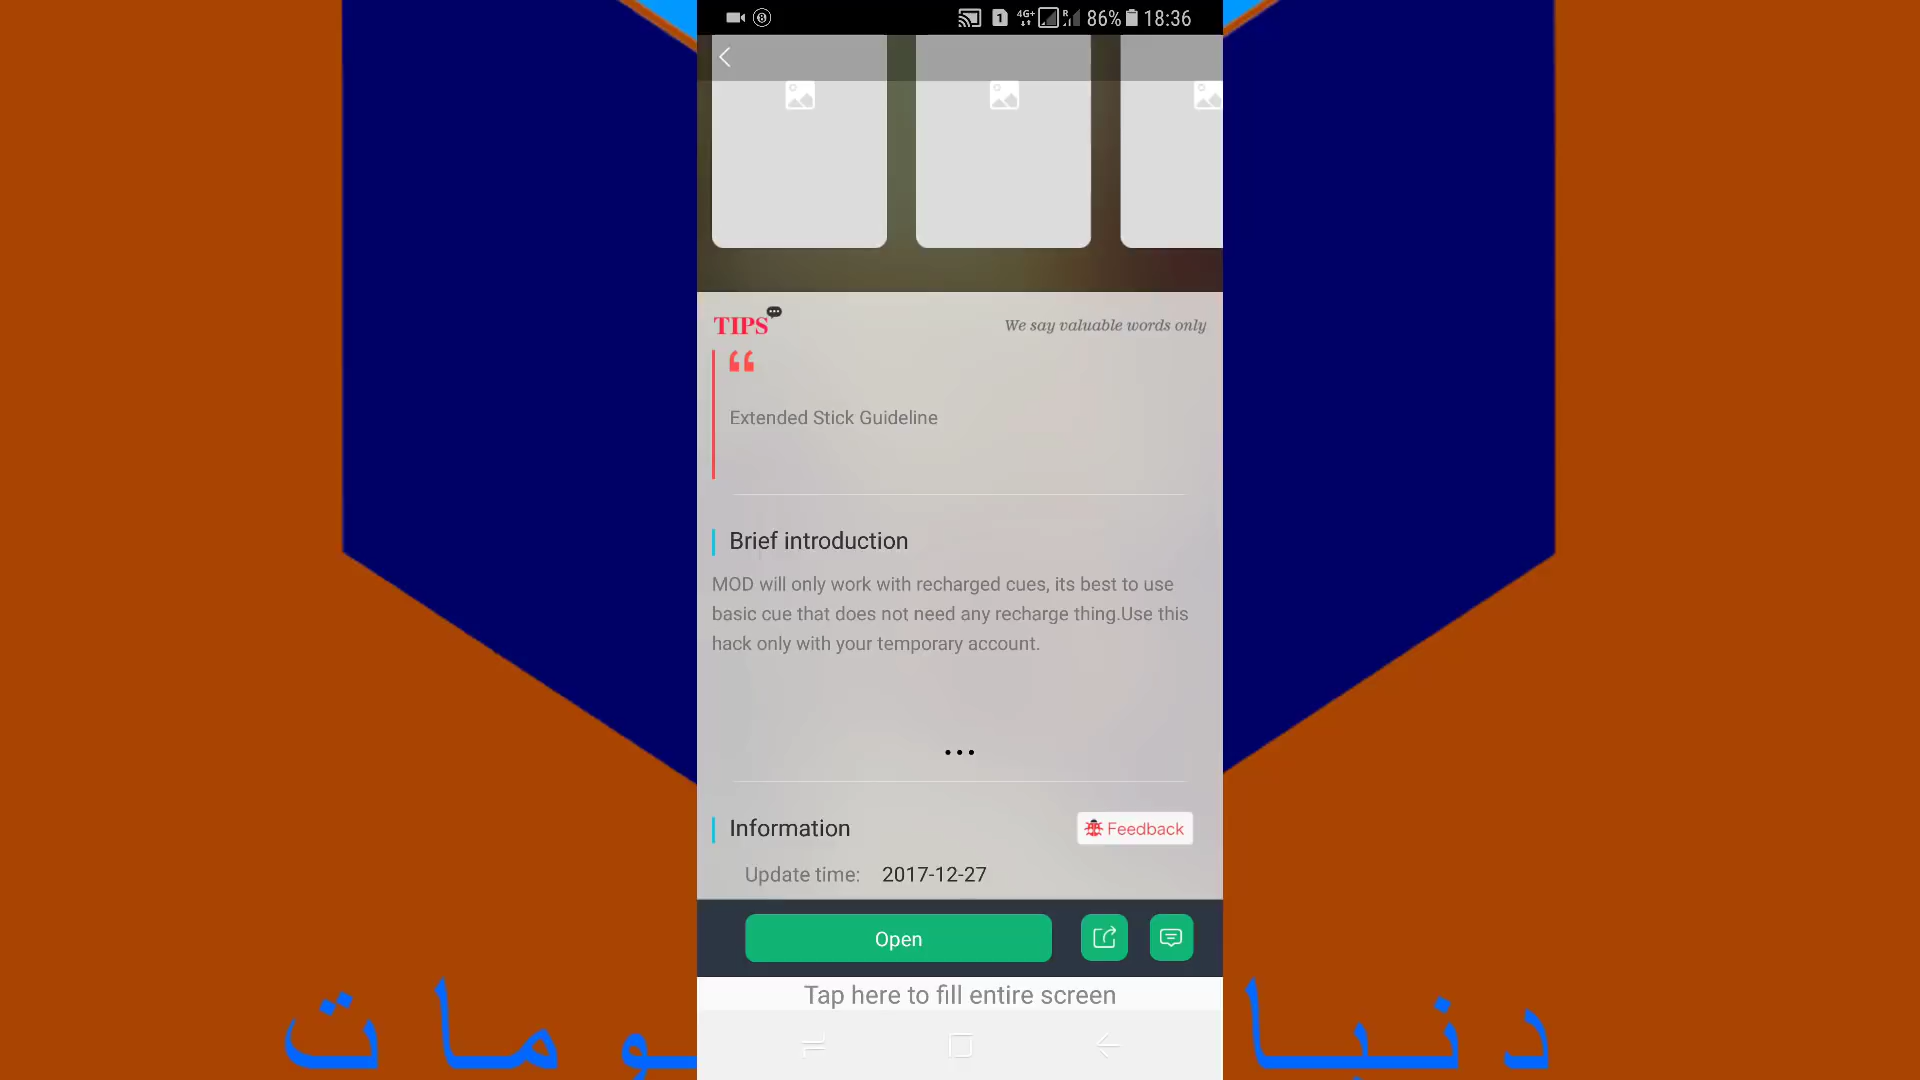 4G+ R 86% 18:36
TIPS
We say valuable words only
Extended Stick Guideline
Brief introduction
MOD will only work with recharged cues, its best to use
basic cue that does not need any recharge thing.Use this
hack only with your temporary account.
...
Information
Feedback
Update time: 2017-12-27
Open
Tap here to fill entire screen